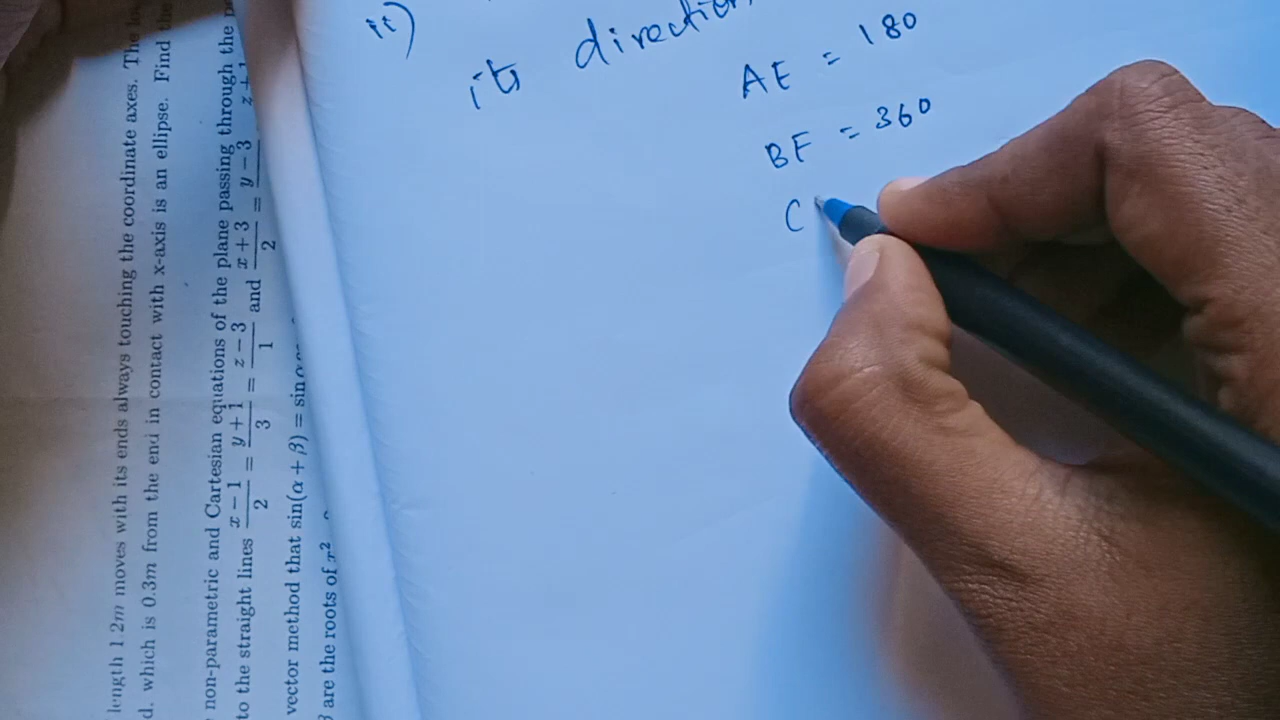 ii)
its direction
AE = 180
BF = 360
C
length 1 2m moves with its ends always touching the coordinate axes. The
d. which is 0.3m from the end in contact with x-axis is an ellipse. Find the
non-parametric and Cartesian equations of the plane passing through the
to the straight lines x − 1 / 2 = y + 1 / 3 = z − 3 / 1 and x + 3 / 2 = y − 3 = z + 1
vector method that sin(α + β) = sin α
β are the roots of x²